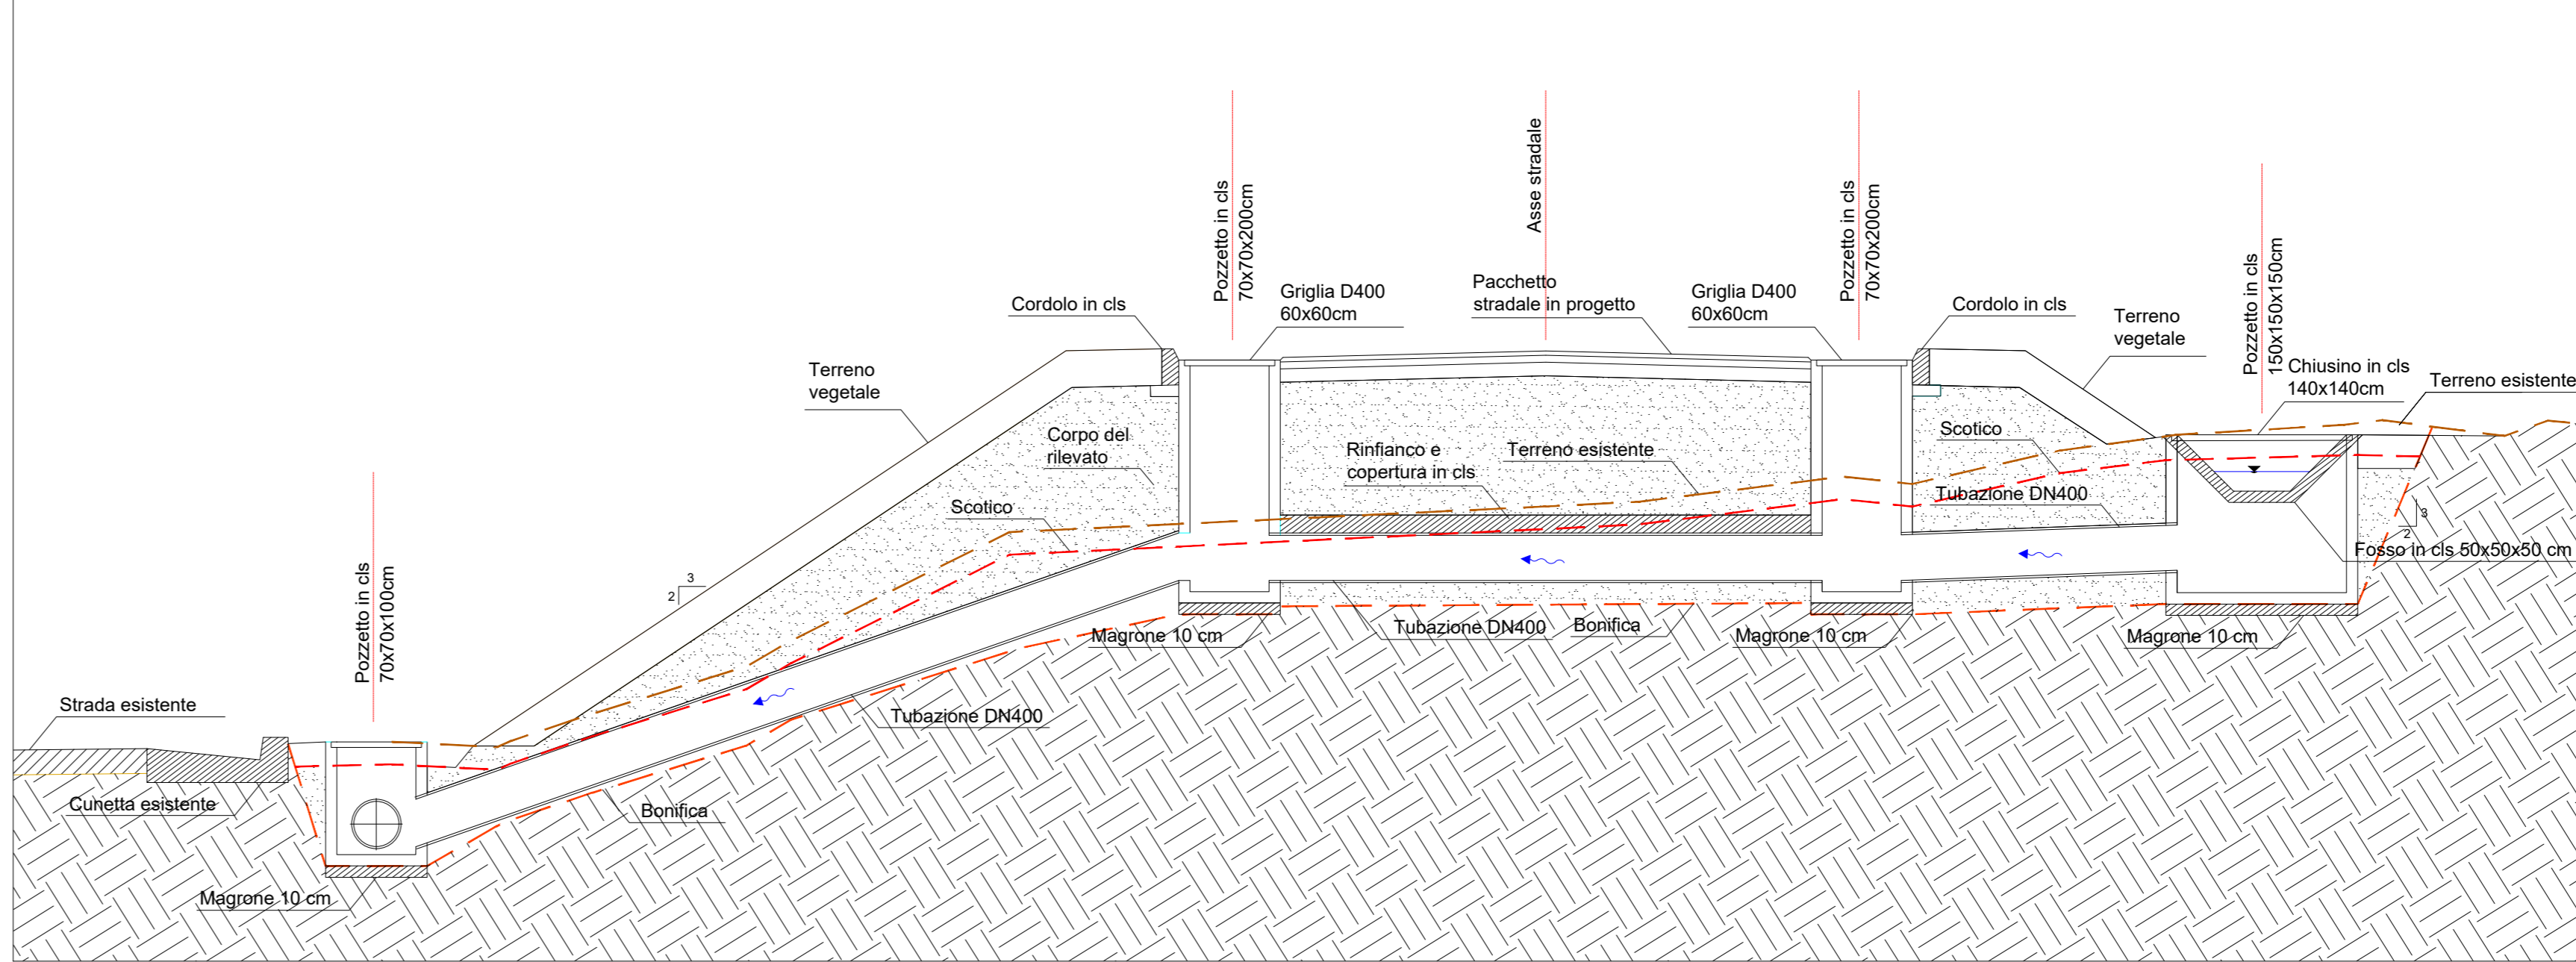 Pozzetto in cls
70x70x200cm
Asse stradale
Pozzetto in cls
70x70x200cm
Pozzetto in cls
150x150x150cm
Cordolo in cls
Griglia D400
60x60cm
Pacchetto
stradale in progetto
Griglia D400
60x60cm
Cordolo in cls
Terreno
vegetale
Chiusino in cls
140x140cm
Terreno esistente
Terreno
vegetale
Corpo del
rilevato
Rinfianco e
copertura in cls
Terreno esistente
Scotico
Scotico
Tubazione DN400
3
2
Fosso in cls 50x50x50 cm
3
2
Pozzetto in cls
70x70x100cm
Magrone 10 cm
Tubazione DN400
Bonifica
Magrone 10 cm
Magrone 10 cm
Strada esistente
Tubazione DN400
Cunetta esistente
Bonifica
Magrone 10 cm